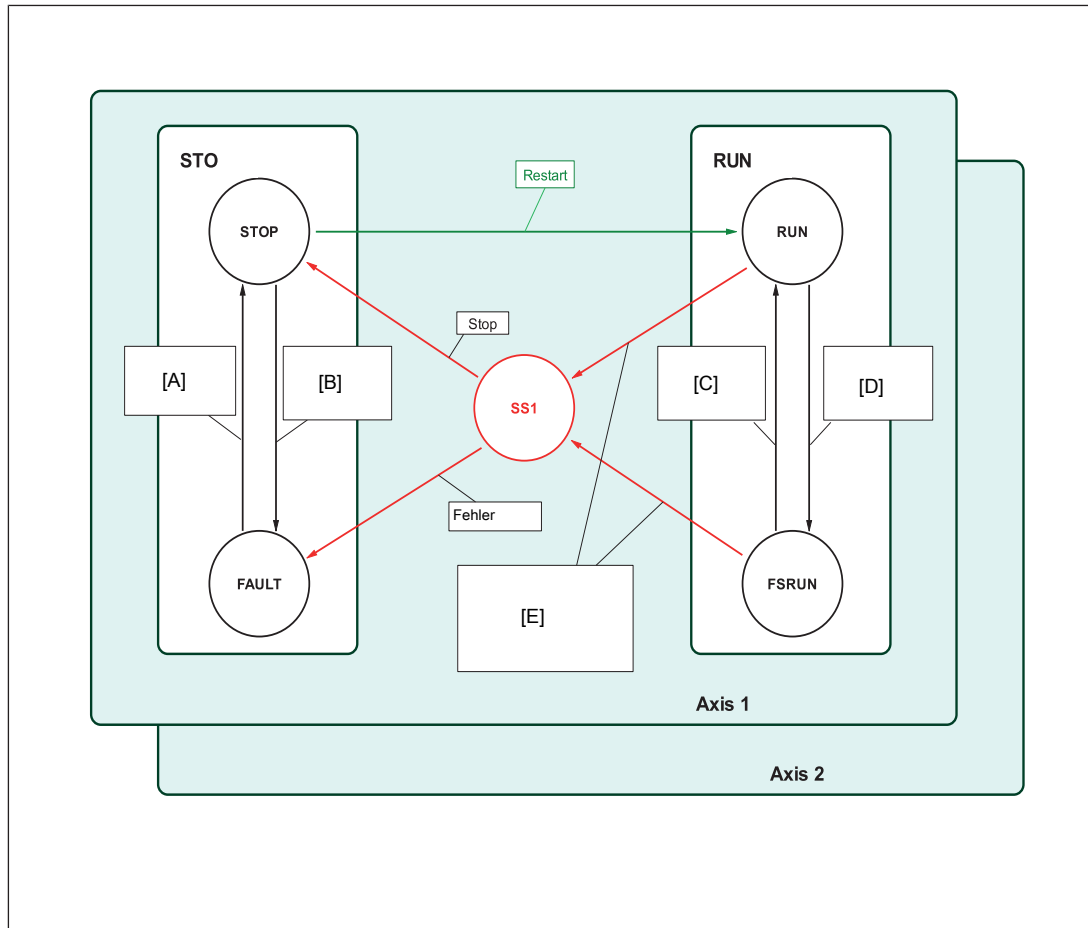 STO
RUN
Restart
STOP
RUN
Stop
[A]
[B]
[C]
[D]
SS1
Fehler
FAULT
FSRUN
[E]
Axis 1
Axis 2